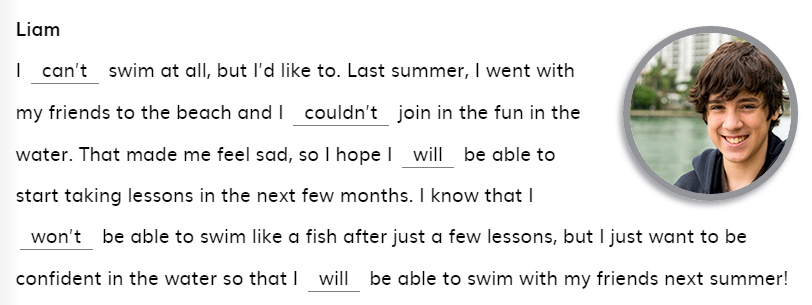 Liam
I can't swim at all, but I'd like to. Last summer, I went with
my friends to the beach and I couldn't join in the fun in the
water. That made me feel sad, so I hope I will be able to
start taking lessons in the next few months. I know that I
won't be able to swim like a fish after just a few lessons, but I just want to be
confident in the water so that I will be able to swim with my friends next summer!